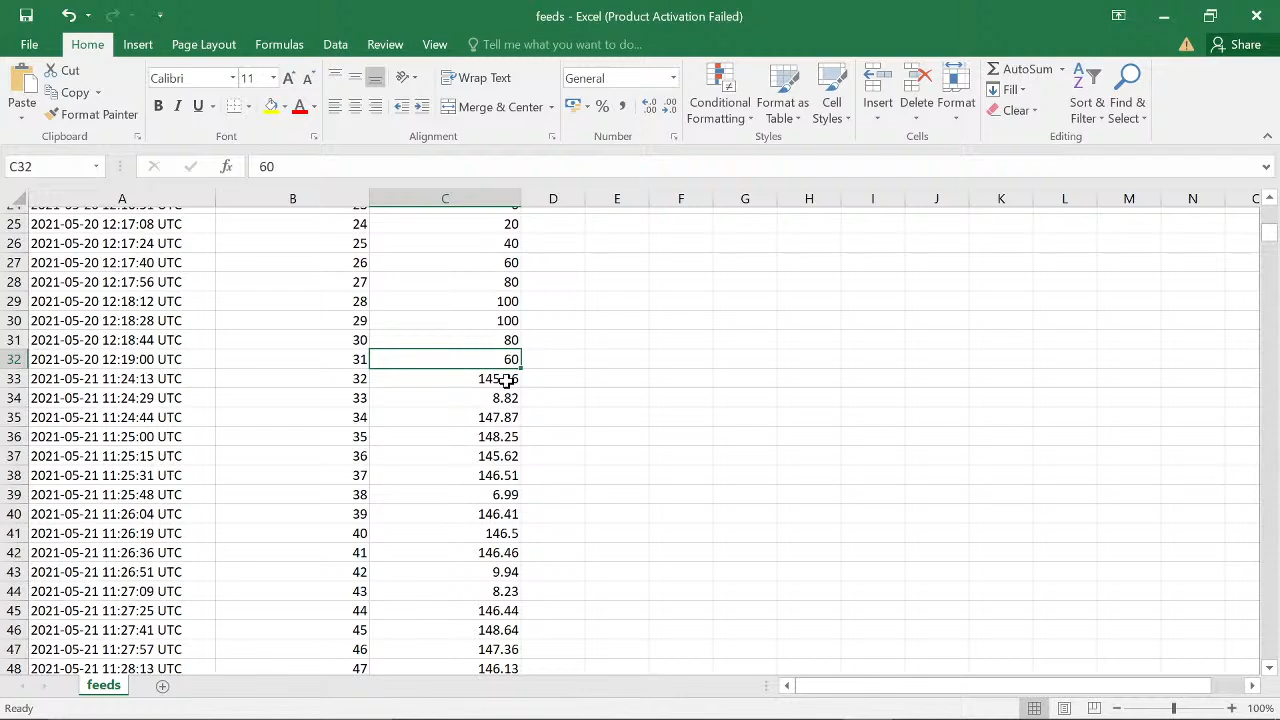 feeds - Excel (Product Activation Failed)
File Home Insert Page Layout Formulas Data Review View Tell me what you want to do... Share
Paste
Cut
Copy
Format Painter
Clipboard
Calibri 11
B I U
Font
Wrap Text
Merge & Center
Alignment
General
Number
Conditional Formatting
Format as Table
Cell Styles
Styles
Insert
Delete
Format
Cells
AutoSum
Fill
Clear
Sort & Filter
Find & Select
Editing
C32 fx 60
A B C D E F G H I J K L M N
25 2021-05-20 12:17:08 UTC 24 20
26 2021-05-20 12:17:24 UTC 25 40
27 2021-05-20 12:17:40 UTC 26 60
28 2021-05-20 12:17:56 UTC 27 80
29 2021-05-20 12:18:12 UTC 28 100
30 2021-05-20 12:18:28 UTC 29 100
31 2021-05-20 12:18:44 UTC 30 80
32 2021-05-20 12:19:00 UTC 31 60
33 2021-05-21 11:24:13 UTC 32
34 2021-05-21 11:24:29 UTC 33 8.82
35 2021-05-21 11:24:44 UTC 34 147.87
36 2021-05-21 11:25:00 UTC 35 148.25
37 2021-05-21 11:25:15 UTC 36 145.62
38 2021-05-21 11:25:31 UTC 37 146.51
39 2021-05-21 11:25:48 UTC 38 6.99
40 2021-05-21 11:26:04 UTC 39 146.41
41 2021-05-21 11:26:19 UTC 40 146.5
42 2021-05-21 11:26:36 UTC 41 146.46
43 2021-05-21 11:26:51 UTC 42 9.94
44 2021-05-21 11:27:09 UTC 43 8.23
45 2021-05-21 11:27:25 UTC 44 146.44
46 2021-05-21 11:27:41 UTC 45 148.64
47 2021-05-21 11:27:57 UTC 46 147.36
48 2021-05-21 11:28:13 UTC 47 146.13
feeds
Ready 100%